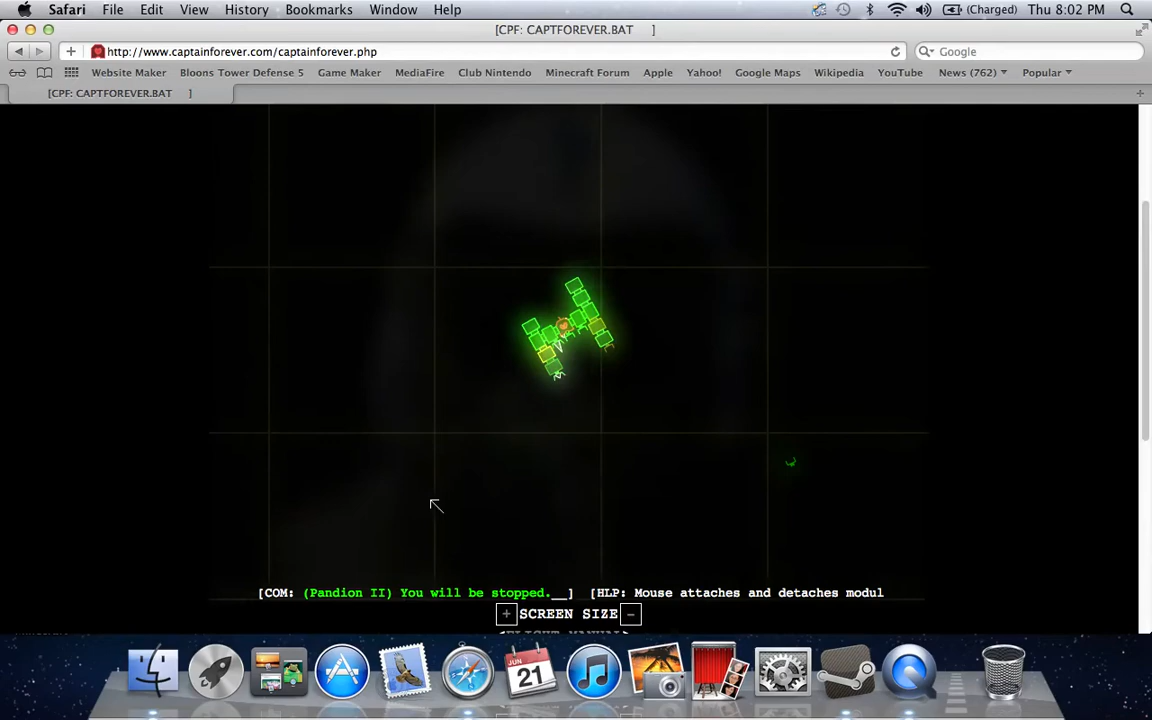 Safari File Edit View History Bookmarks Window Help (Charged) Thu 8:02 PM
[CPF: CAPTFOREVER.BAT ]
http://www.captainforever.com/captainforever.php Google
Website Maker Bloons Tower Defense 5 Game Maker MediaFire Club Nintendo Minecraft Forum Apple Yahoo! Google Maps Wikipedia YouTube News (762) Popular
[CPF: CAPTFOREVER.BAT ]
[COM: (Pandion II) You will be stopped.__] [HLP: Mouse attaches and detaches modul
+ SCREEN SIZE -
JUN
21